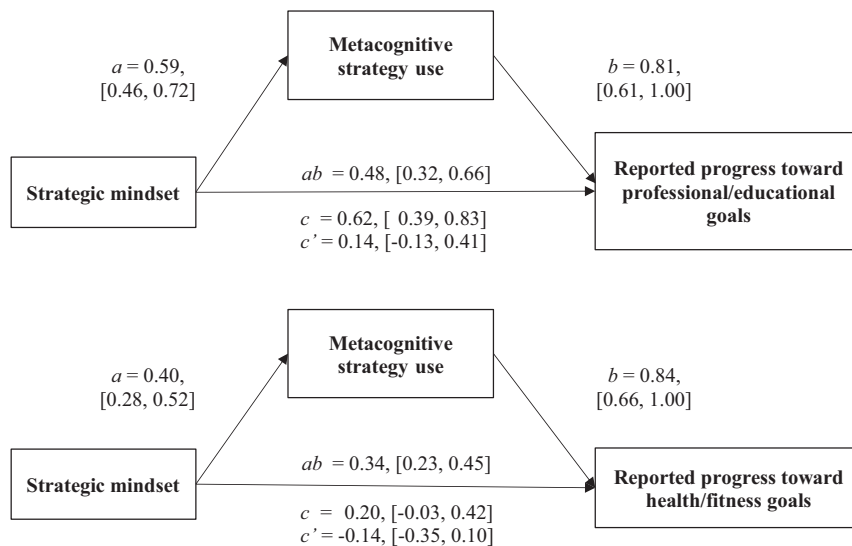 Metacognitive
strategy use
a = 0.59,
[0.46, 0.72]
b = 0.81,
[0.61, 1.00]
Strategic mindset
ab = 0.48, [0.32, 0.66]
c = 0.62, [ 0.39, 0.83]
c’ = 0.14, [-0.13, 0.41]
Reported progress toward
professional/educational
goals
Metacognitive
strategy use
a = 0.40,
[0.28, 0.52]
b = 0.84,
[0.66, 1.00]
Strategic mindset
ab = 0.34, [0.23, 0.45]
c = 0.20, [-0.03, 0.42]
c’ = -0.14, [-0.35, 0.10]
Reported progress toward
health/fitness goals